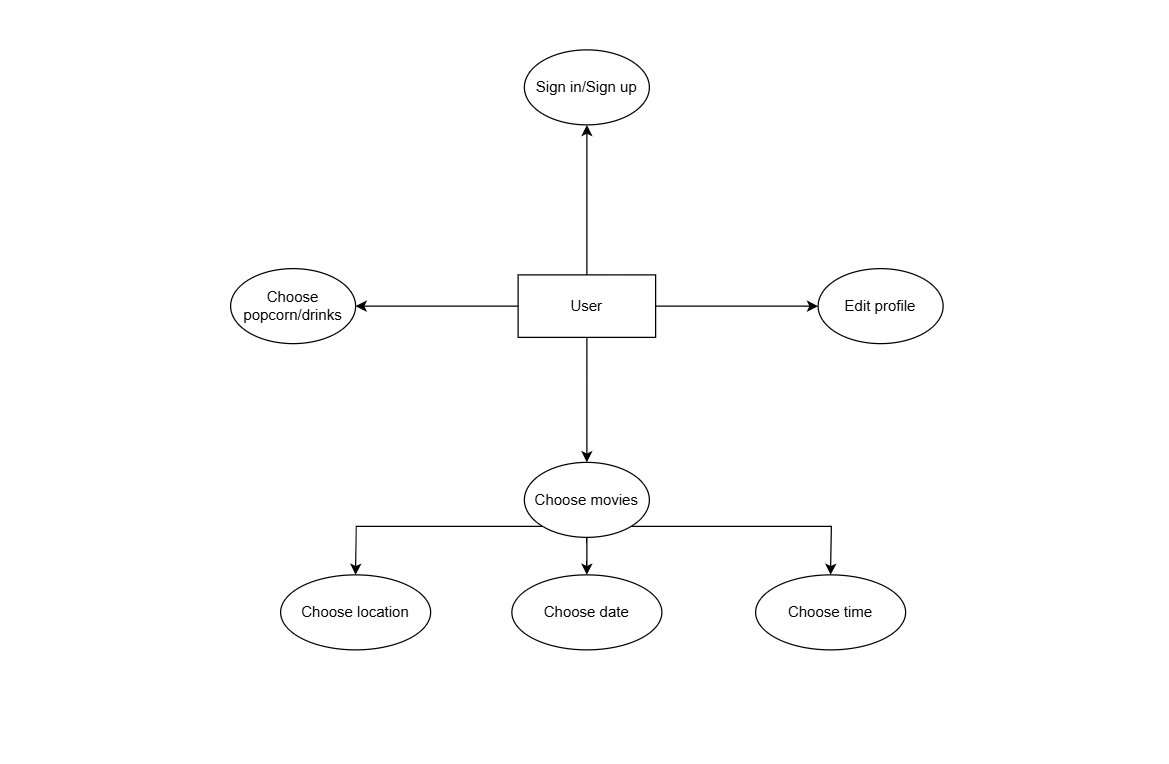 Sign in/Sign up
Choose
popcorn/drinks
User
Edit profile
Choose movies
Choose location
Choose date
Choose time